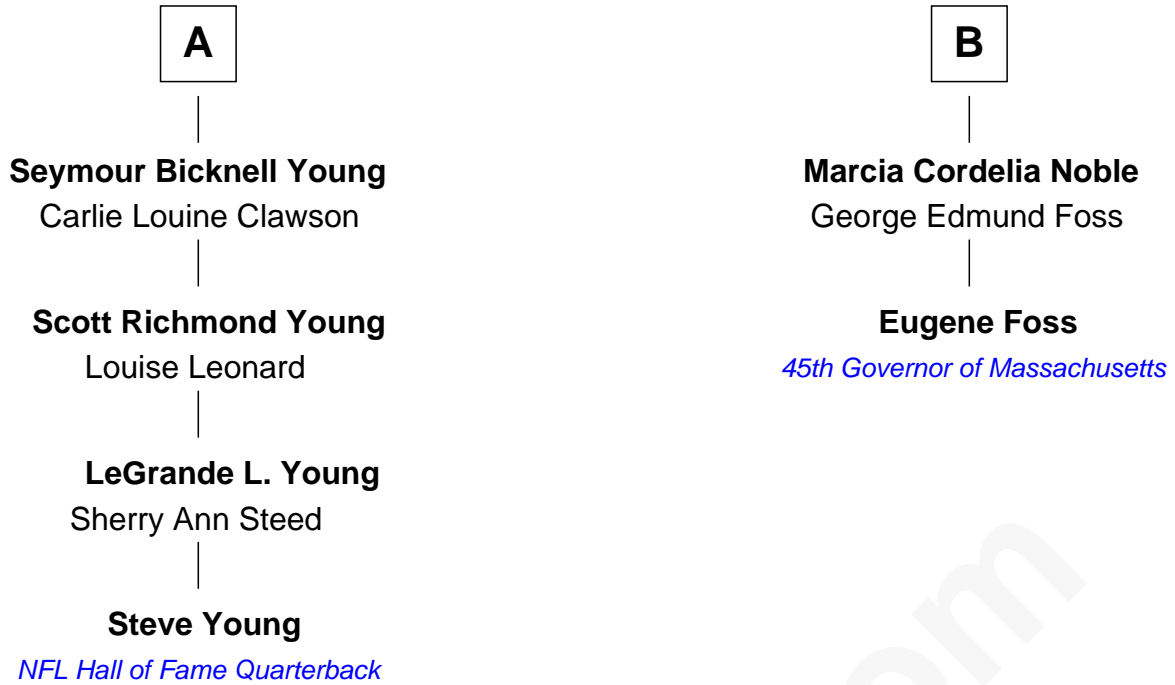 A
Seymour Bicknell Young
Carlie Louine Clawson
Scott Richmond Young
Louise Leonard
LeGrande L. Young
Sherry Ann Steed
Steve Young
NFL Hall of Fame Quarterback
B
Marcia Cordelia Noble
George Edmund Foss
Eugene Foss
45th Governor of Massachusetts
om